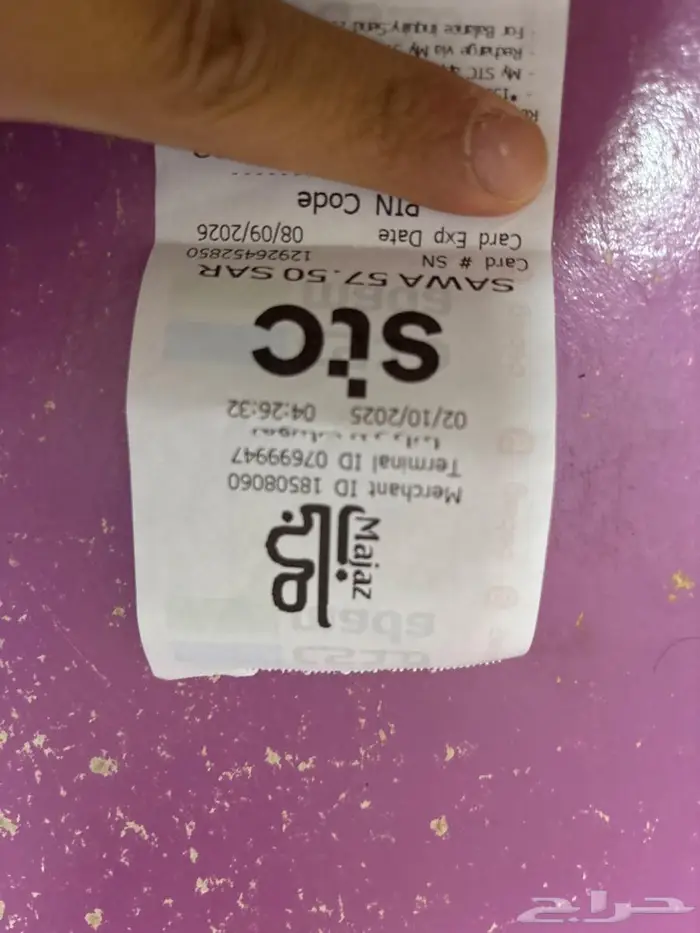 Majaz
مجاز
Merchant ID 18508060
Terminal ID 07699947
02/10/2025 04:26:32
stc
SAWA 57.50 SAR
Card # SN 12926452850
Card Exp Date 08/09/2026
PIN Code
- My STC
- Recharge via My
- For Balance Inquiry:Send
حراج